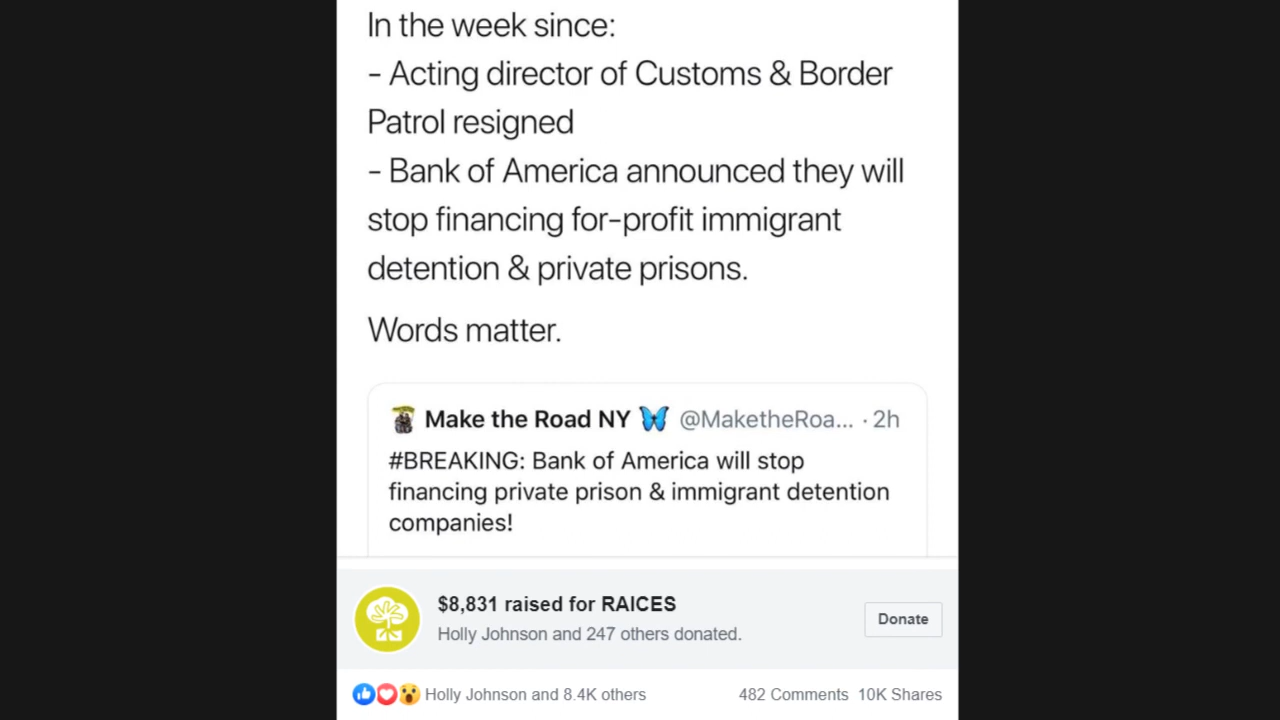 In the week since:
- Acting director of Customs & Border
Patrol resigned
- Bank of America announced they will
stop financing for-profit immigrant
detention & private prisons.
Words matter.
Make the Road NY @MaketheRoa... · 2h
#BREAKING: Bank of America will stop
financing private prison & immigrant detention
companies!
$8,831 raised for RAICES
Holly Johnson and 247 others donated.
Donate
Holly Johnson and 8.4K others
482 Comments 10K Shares